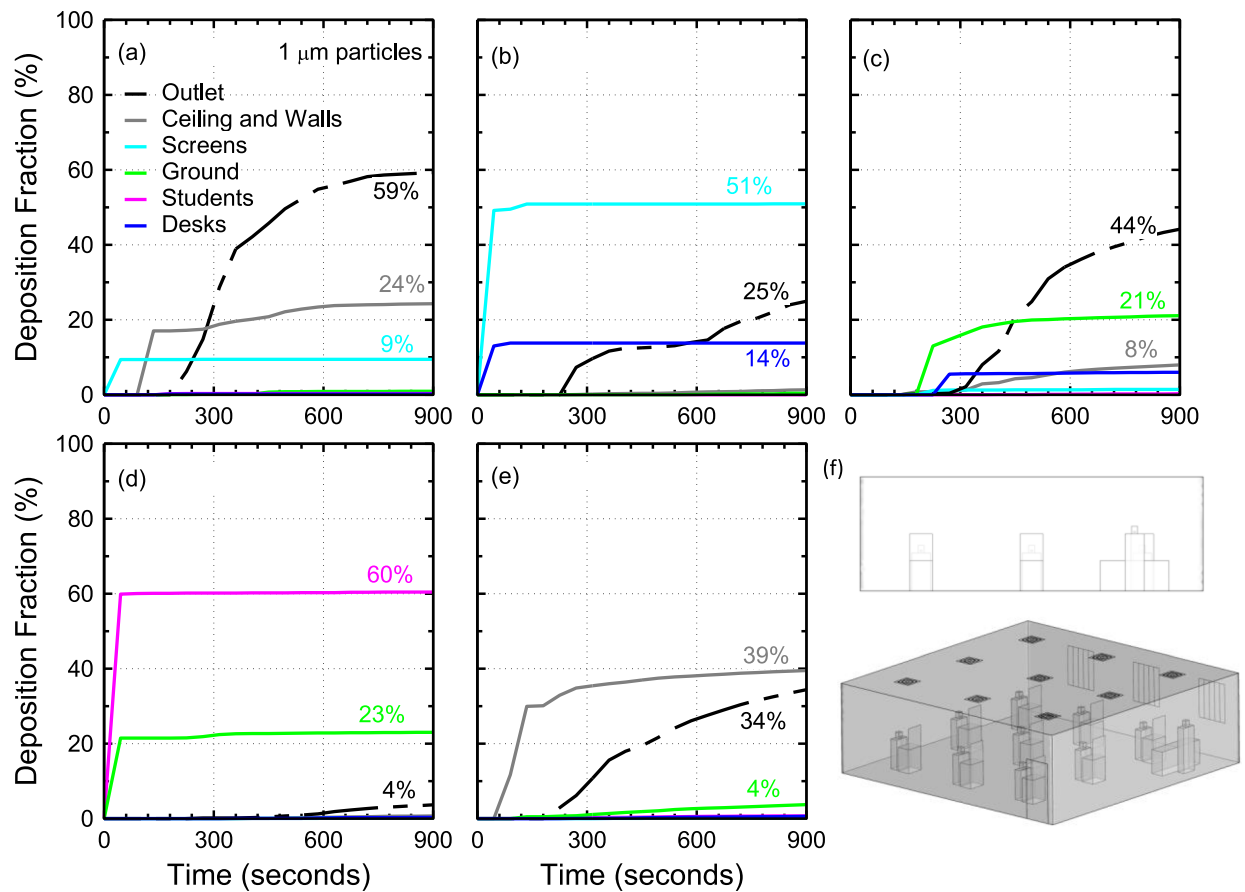 Deposition Fraction (%)
100
80
60
40
20
0
(a)
1 μm particles
Outlet
Ceiling and Walls
Screens
Ground
Students
Desks
59%
24%
9%
0 300 600 900
(b)
51%
25%
14%
0 300 600 900
(c)
44%
21%
8%
0 300 600 900
Deposition Fraction (%)
100
80
60
40
20
0
(d)
60%
23%
4%
0 300 600 900
Time (seconds)
(e)
39%
34%
4%
0 300 600 900
Time (seconds)
(f)